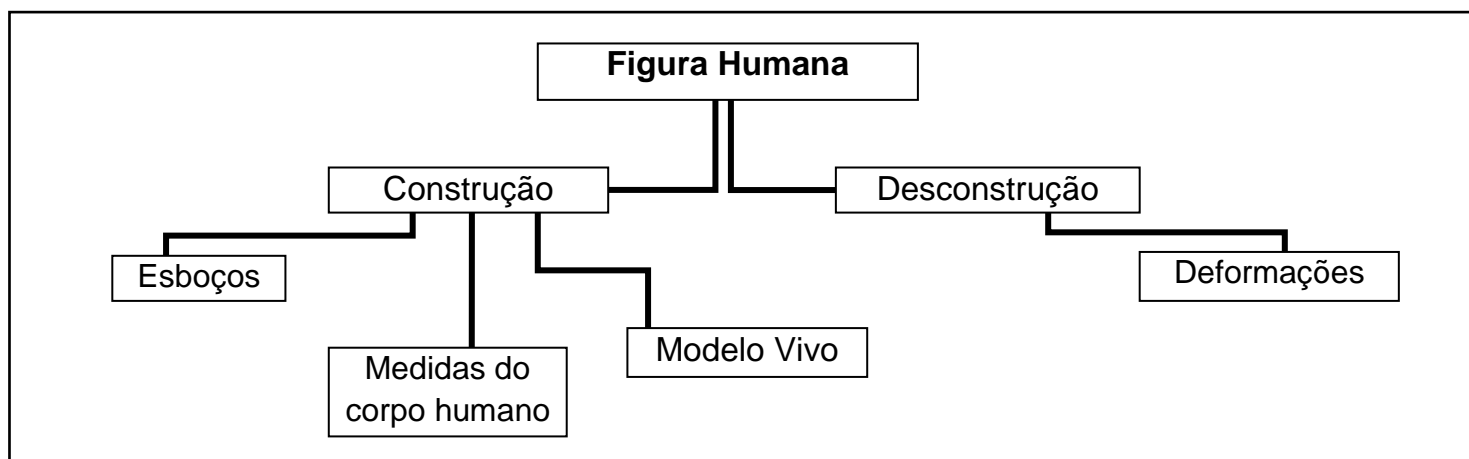 Figura Humana
Construção
Desconstrução
Esboços
Deformações
Medidas do
corpo humano
Modelo Vivo